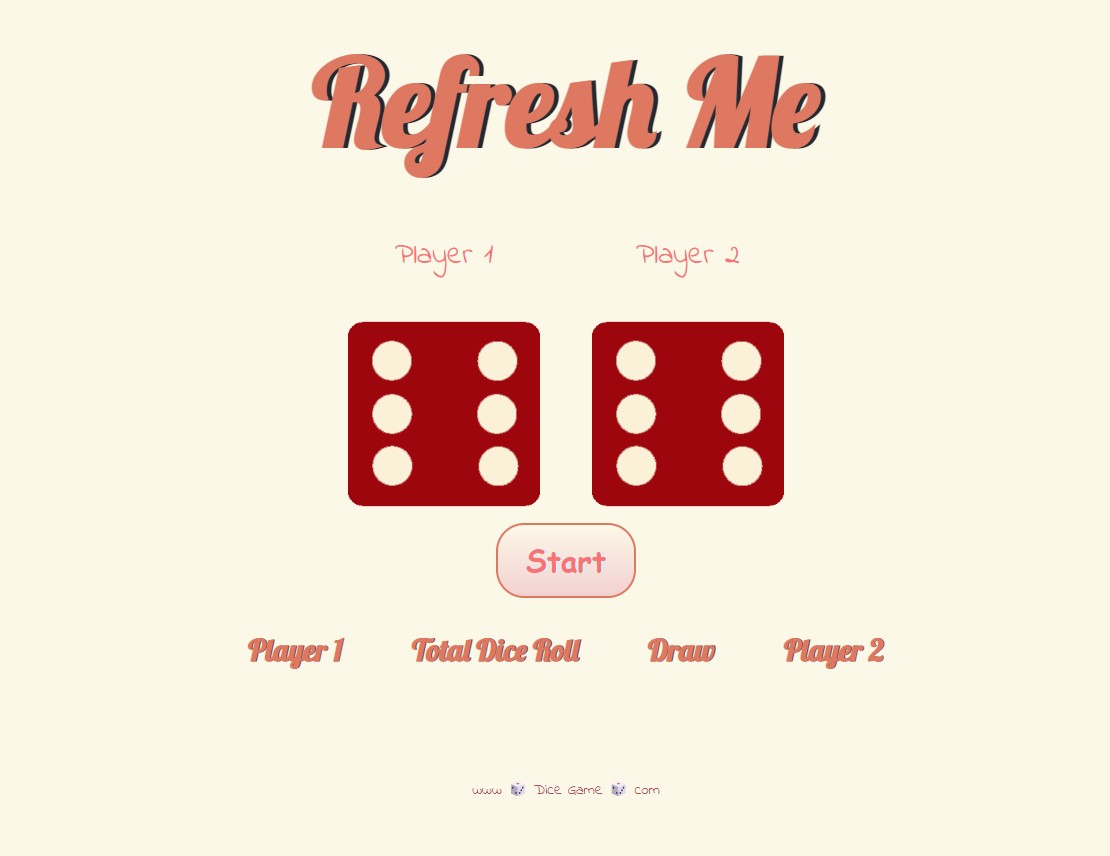 Refresh Me
Player 1 Player 2
Start
Player 1 Total Dice Roll Draw Player 2
www 🎲 Dice Game 🎲 com